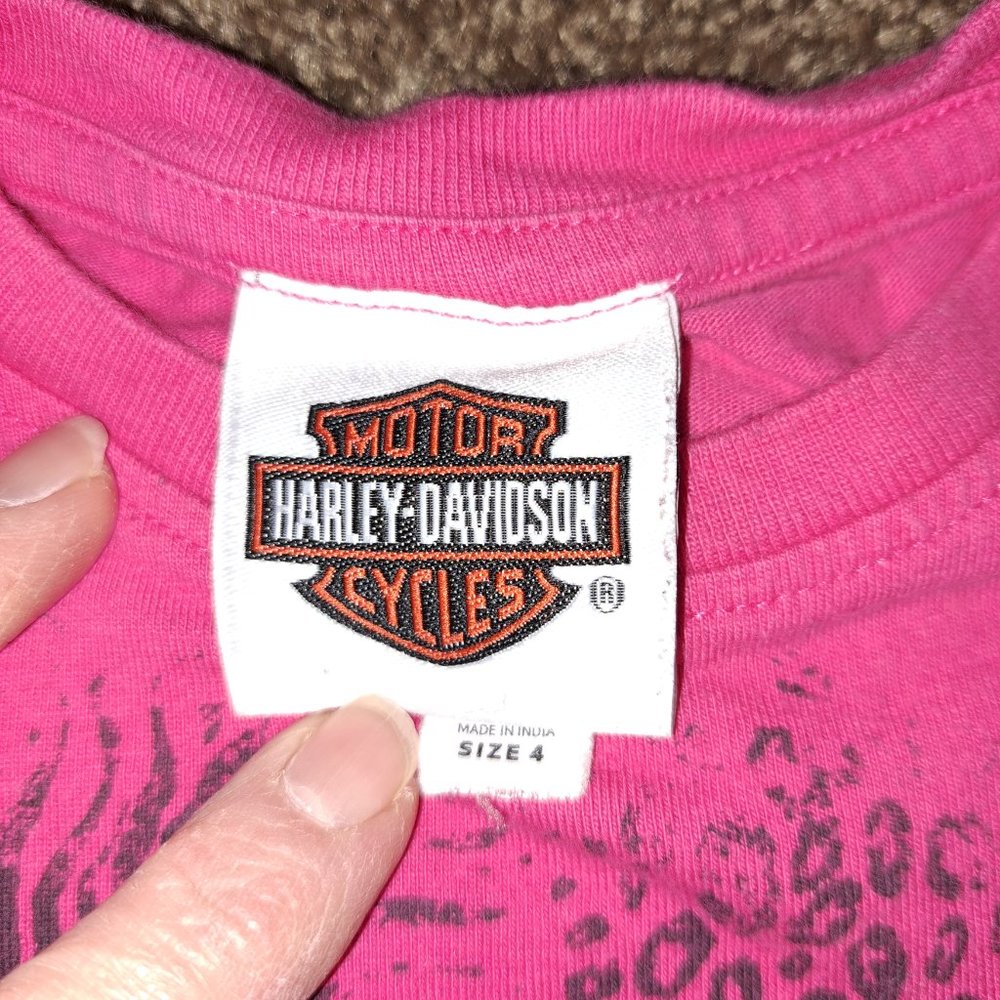 MOTOR
HARLEY-DAVIDSON
CYCLES
®
MADE IN INDIA
SIZE 4